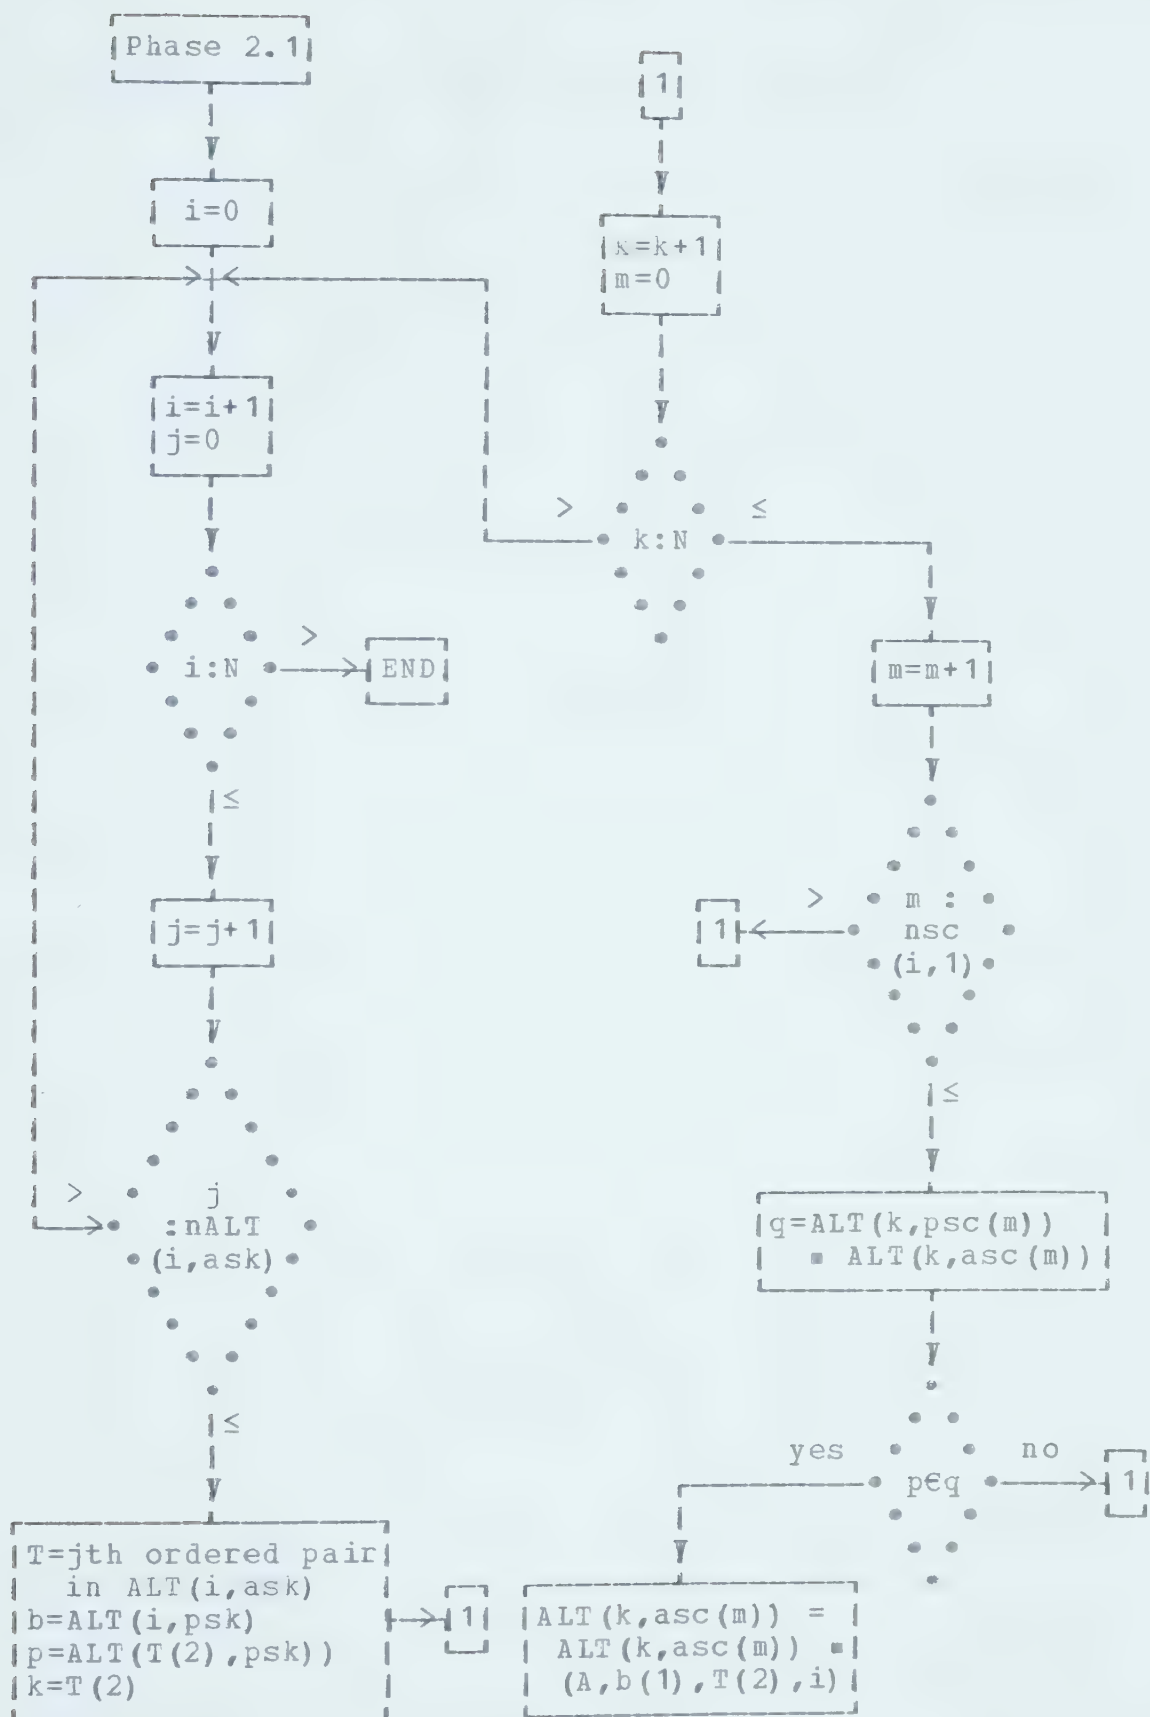 Phase 2.1
i=0
i=i+1
j=0
i:N
>
END
≤
j=j+1
>
j
:nALT
(i,ask)
≤
T=jth ordered pair
in ALT(i,ask)
b=ALT(i,psk)
p=ALT(T(2),psk))
k=T(2)
1
1
k=k+1
m=0
>
≤
k:N
m=m+1
>
m :
nsc
(i,1)
1
≤
q=ALT(k,psc(m))
▪ ALT(k,asc(m))
yes
p∈q
no
1
ALT(k,asc(m)) =
ALT(k,asc(m)) ▪
(A,b(1),T(2),i)